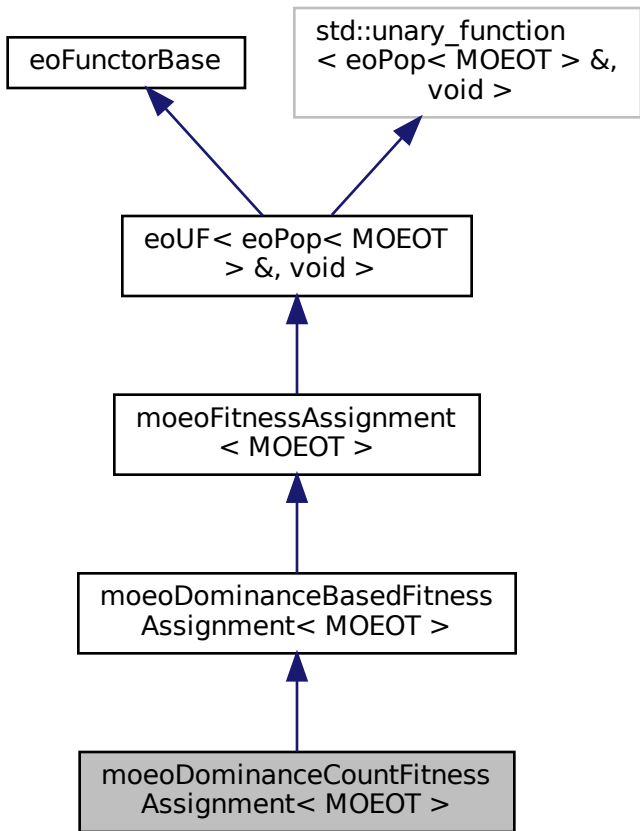 eoFunctorBase
std::unary_function
< eoPop< MOEOT > &,
void >
eoUF< eoPop< MOEOT
> &, void >
moeoFitnessAssignment
< MOEOT >
moeoDominanceBasedFitness
Assignment< MOEOT >
moeoDominanceCountFitness
Assignment< MOEOT >